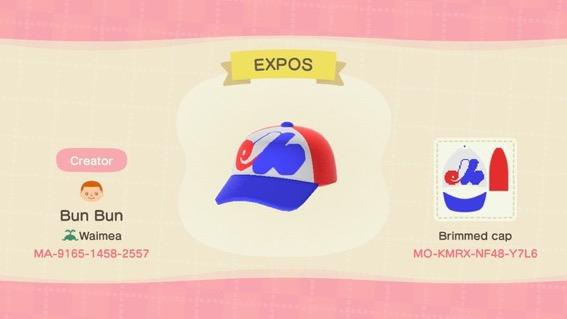 EXPOS
Creator
Bun Bun
Waimea
MA-9165-1458-2557
Brimmed cap
MO-KMRX-NF48-Y7L6